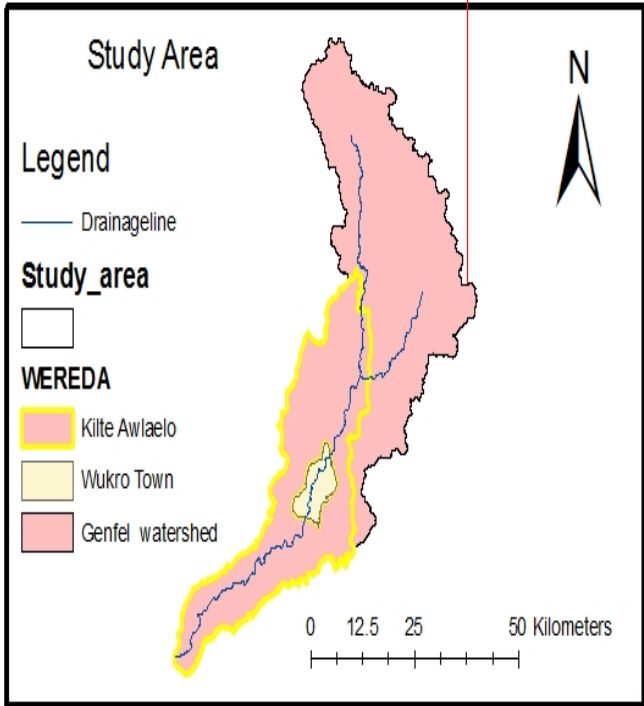 Study Area
N
Legend
Drainageline
Study_area
WEREDA
Kilte Awlaelo
Wukro Town
Genfel watershed
0 12.5 25 50 Kilometers